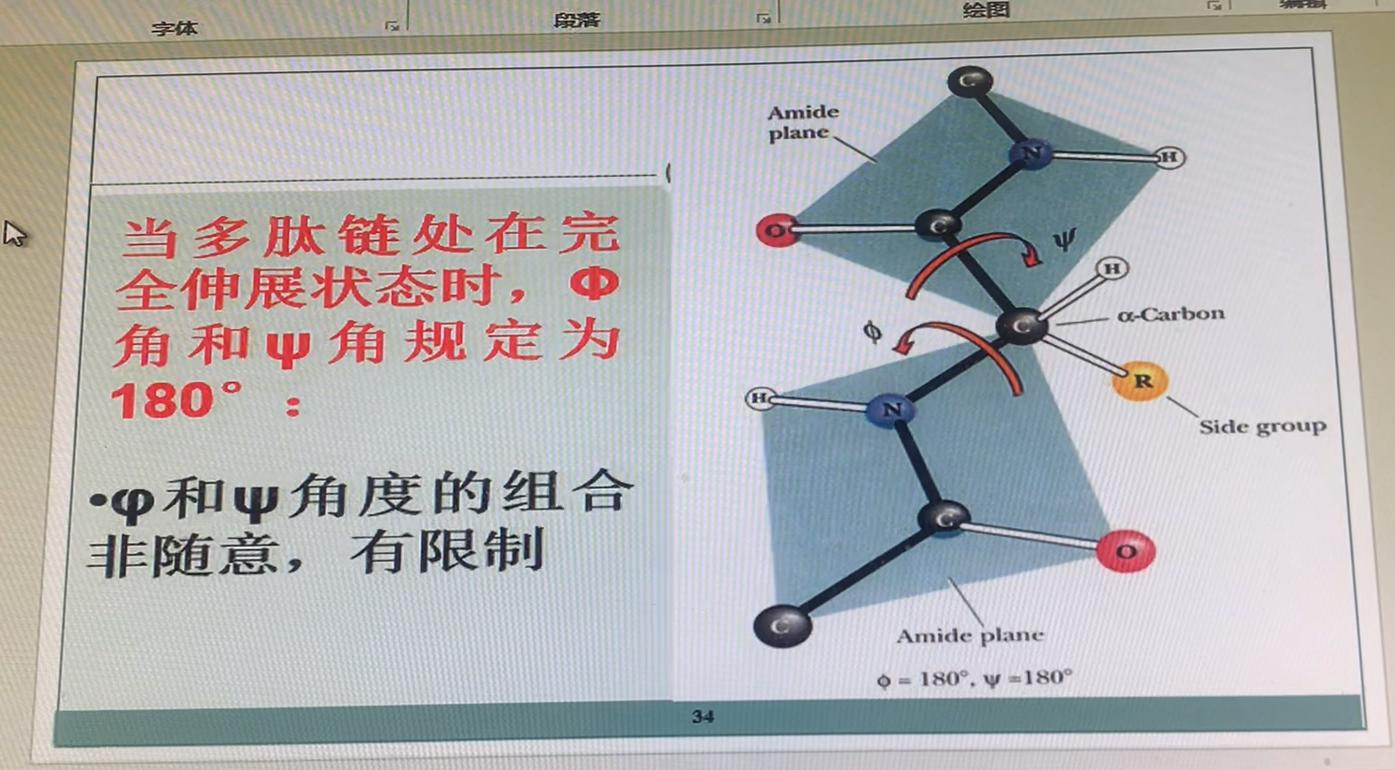 字体
段落
绘图
编辑
当多肽链处在完
全伸展状态时，Φ
角和ψ角规定为
180°：
•φ和ψ角度的组合
非随意，有限制
Amide
plane
C
N
H
O
C
ψ
H
ϕ
C
α-Carbon
R
H
N
Side group
C
O
C
Amide plane
ϕ = 180°, ψ =180°
34